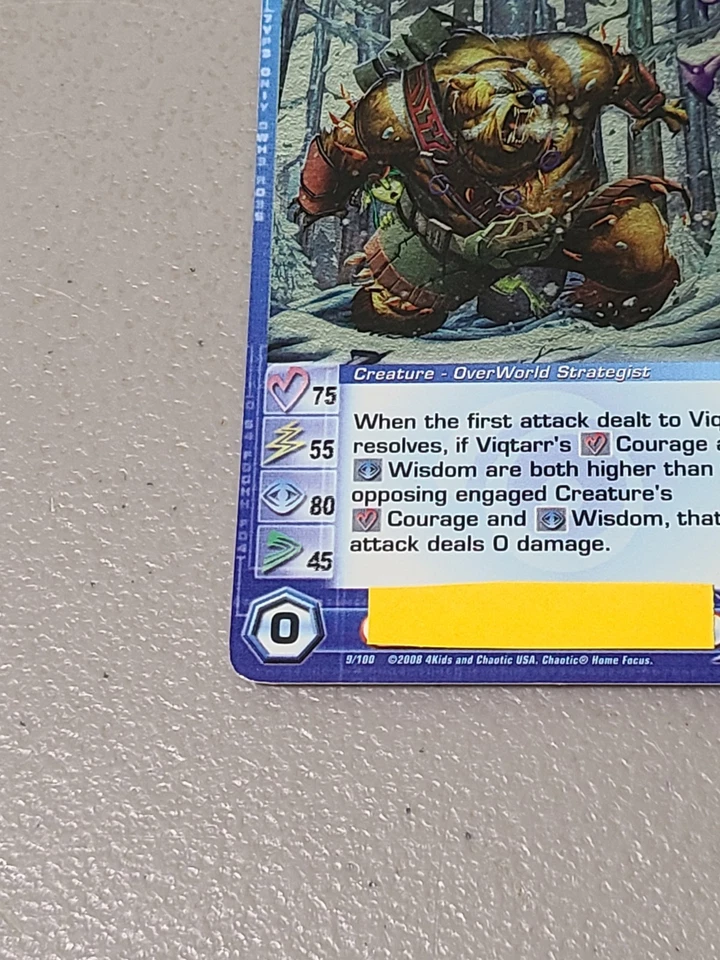 Creature - OverWorld Strategist
75
When the first attack dealt to Viq
55
resolves, if Viqtarr's Courage a
Wisdom are both higher than
80
opposing engaged Creature's
Courage and Wisdom, that
45
attack deals 0 damage.
0
9/100 ©2008 4Kids and Chaotic USA. Chaotic® Home Focus.